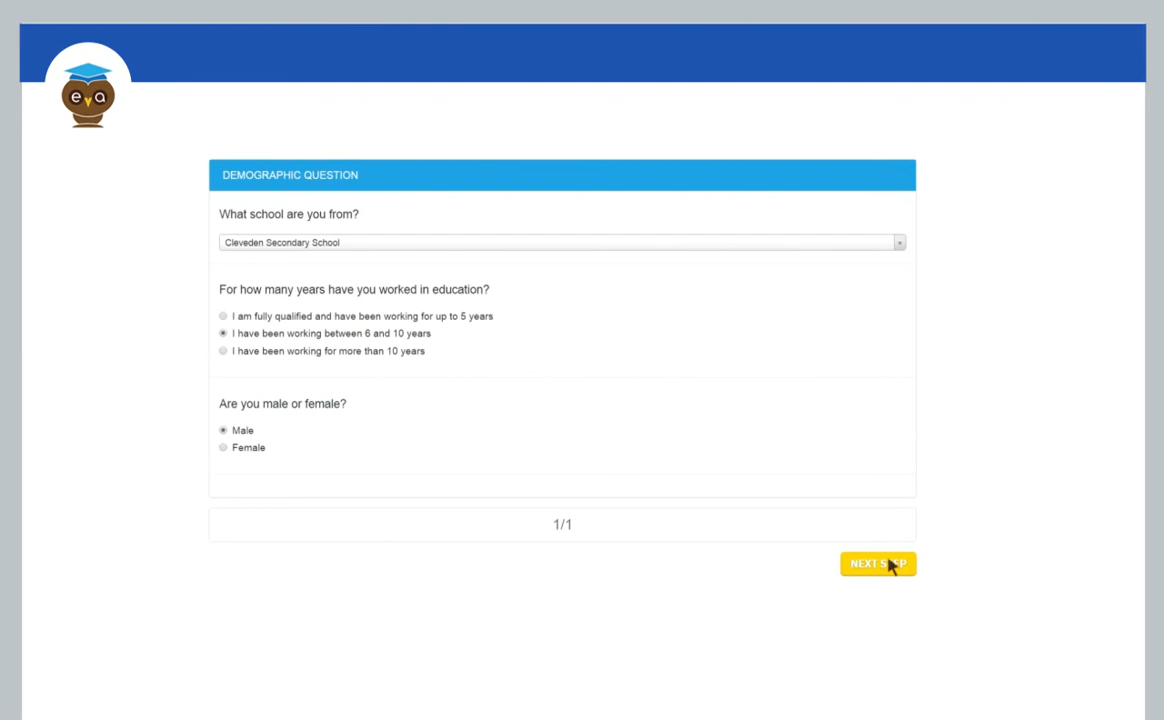 eva
DEMOGRAPHIC QUESTION
What school are you from?
Cleveden Secondary School
For how many years have you worked in education?
I am fully qualified and have been working for up to 5 years
I have been working between 6 and 10 years
I have been working for more than 10 years
Are you male or female?
Male
Female
1/1
NEXT STEP